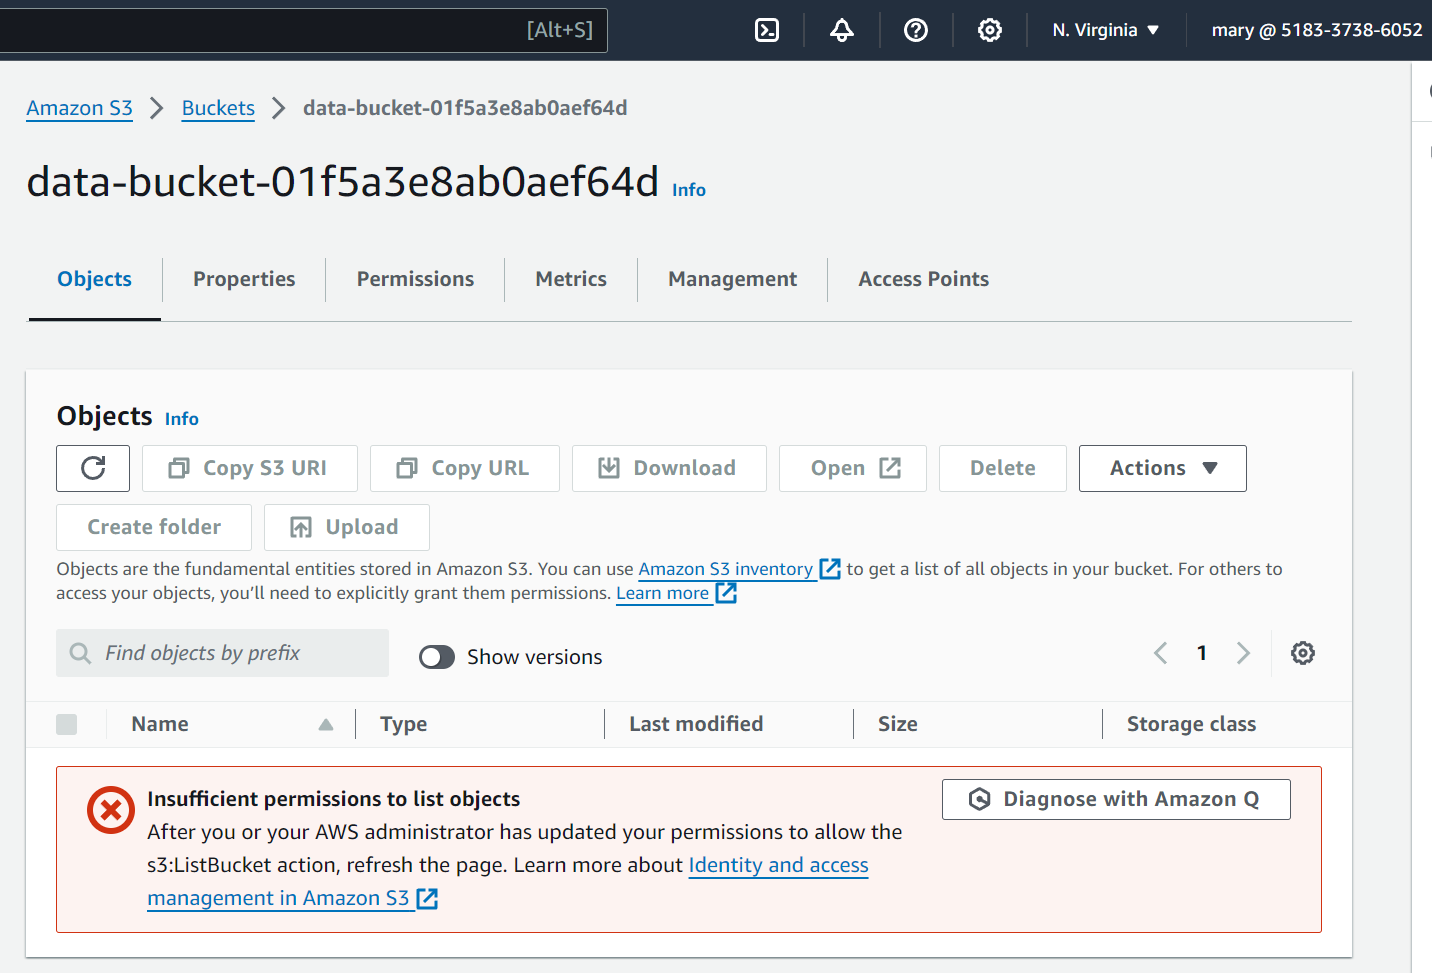 [Alt+S] N. Virginia mary @ 5183-3738-6052
Amazon S3 Buckets data-bucket-01f5a3e8ab0aef64d
data-bucket-01f5a3e8ab0aef64d Info
Objects Properties Permissions Metrics Management Access Points
Objects Info
Copy S3 URI Copy URL Download Open Delete Actions
Create folder Upload
Objects are the fundamental entities stored in Amazon S3. You can use Amazon S3 inventory to get a list of all objects in your bucket. For others to
access your objects, you’ll need to explicitly grant them permissions. Learn more
Find objects by prefix Show versions 1
Name Type Last modified Size Storage class
Insufficient permissions to list objects Diagnose with Amazon Q
After you or your AWS administrator has updated your permissions to allow the
s3:ListBucket action, refresh the page. Learn more about Identity and access
management in Amazon S3